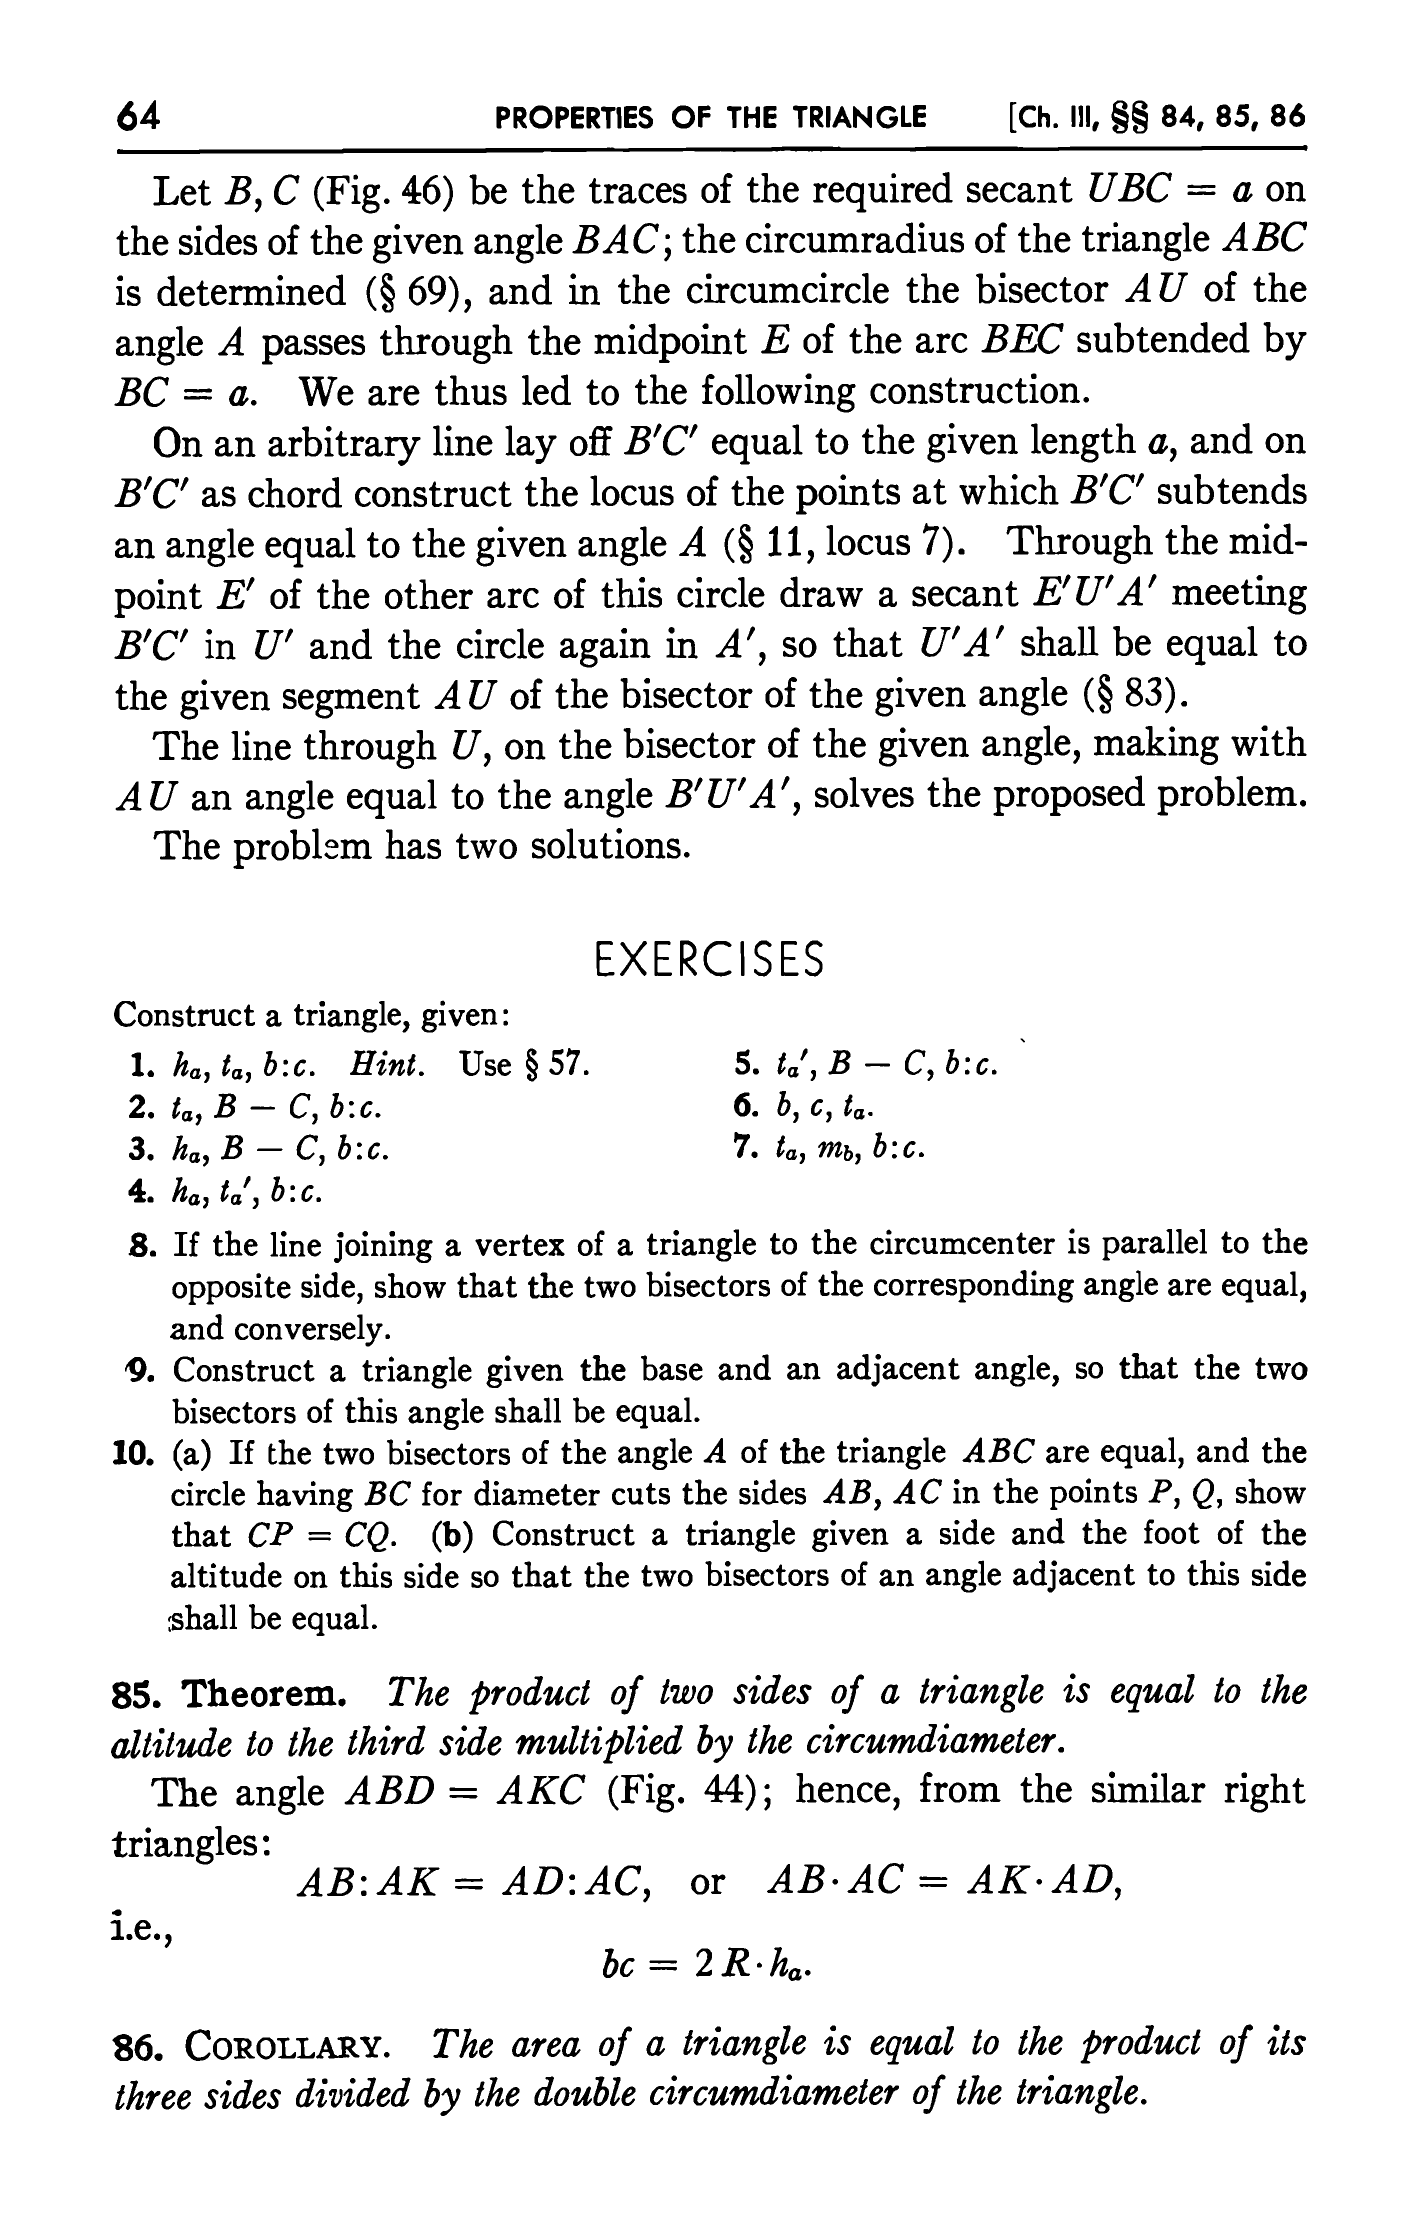 64 PROPERTIES OF THE TRIANGLE [Ch. III, §§ 84, 85, 86
Let B, C (Fig. 46) be the traces of the required secant UBC = a on
the sides of the given angle BAC; the circumradius of the triangle ABC
is determined (§ 69), and in the circumcircle the bisector AU of the
angle A passes through the midpoint E of the arc BEC subtended by
BC = a. We are thus led to the following construction.
On an arbitrary line lay off B'C' equal to the given length a, and on
B'C' as chord construct the locus of the points at which B'C' subtends
an angle equal to the given angle A (§ 11, locus 7). Through the mid-
point E' of the other arc of this circle draw a secant E'U'A' meeting
B'C' in U' and the circle again in A', so that U'A' shall be equal to
the given segment AU of the bisector of the given angle (§ 83).
The line through U, on the bisector of the given angle, making with
AU an angle equal to the angle B'U'A', solves the proposed problem.
The problem has two solutions.
EXERCISES
Construct a triangle, given:
1. hₐ, tₐ, b:c. Hint. Use § 57.
2. tₐ, B − C, b:c.
3. hₐ, B − C, b:c.
4. hₐ, tₐ', b:c.
5. tₐ', B − C, b:c.
6. b, c, tₐ.
7. tₐ, m_b, b:c.
8. If the line joining a vertex of a triangle to the circumcenter is parallel to the
opposite side, show that the two bisectors of the corresponding angle are equal,
and conversely.
9. Construct a triangle given the base and an adjacent angle, so that the two
bisectors of this angle shall be equal.
10. (a) If the two bisectors of the angle A of the triangle ABC are equal, and the
circle having BC for diameter cuts the sides AB, AC in the points P, Q, show
that CP = CQ. (b) Construct a triangle given a side and the foot of the
altitude on this side so that the two bisectors of an angle adjacent to this side
shall be equal.
85. Theorem. The product of two sides of a triangle is equal to the
altitude to the third side multiplied by the circumdiameter.
The angle ABD = AKC (Fig. 44); hence, from the similar right
triangles:
AB:AK = AD:AC, or AB·AC = AK·AD,
i.e.,
bc = 2 R·hₐ.
86. COROLLARY. The area of a triangle is equal to the product of its
three sides divided by the double circumdiameter of the triangle.